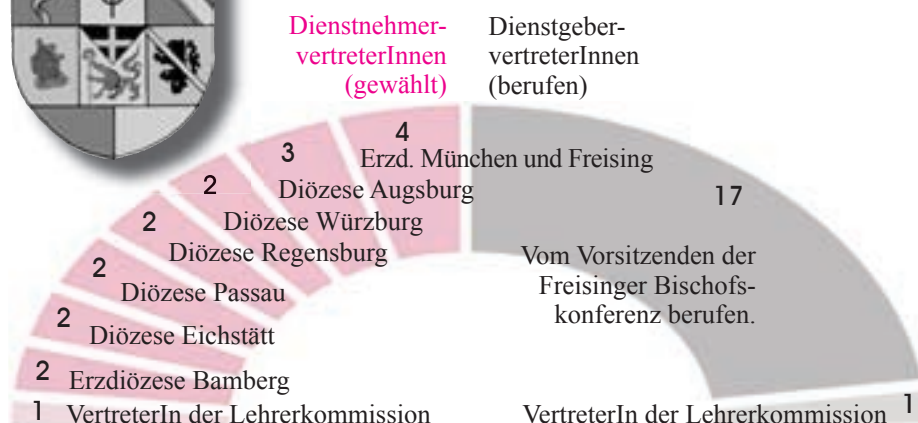 Dienstnehmer-
vertreterInnen
(gewählt)
Dienstgeber-
vertreterInnen
(berufen)
4
Erzd. München und Freising
3
Diözese Augsburg
2
Diözese Würzburg
2
Diözese Regensburg
2
Diözese Passau
2
Diözese Eichstätt
2
Erzdiözese Bamberg
1
VertreterIn der Lehrerkommission
17
Vom Vorsitzenden der
Freisinger Bischofs-
konferenz berufen.
VertreterIn der Lehrerkommission
1